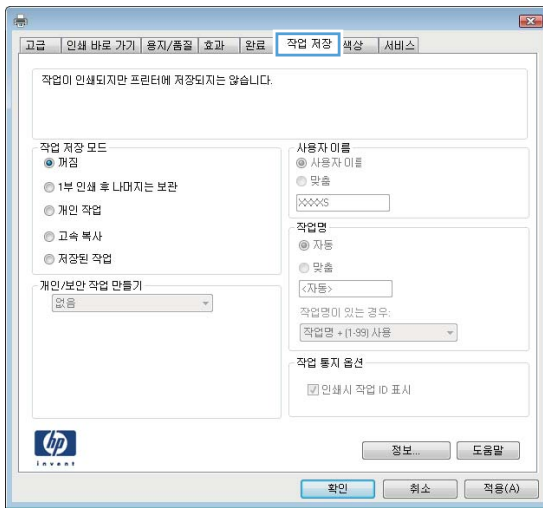 고급 인쇄 바로 가기 용지/품질 효과 완료 작업 저장 색상 서비스
작업이 인쇄되지만 프린터에 저장되지는 않습니다.
작업 저장 모드
꺼짐
1부 인쇄 후 나머지는 보관
개인 작업
고속 복사
저장된 작업
개인/보안 작업 만들기
없음
사용자 이름
사용자 이름
맞춤
XXXXS
작업명
자동
맞춤
<자동>
작업명이 있는 경우:
작업명 + (1-99) 사용
작업 통지 옵션
인쇄시 작업 ID 표시
hp
invent
정보... 도움말
확인 취소 적용(A)